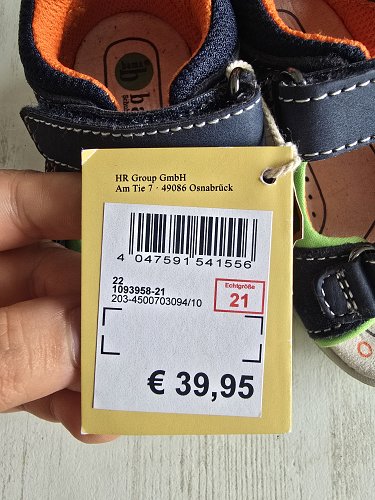 HR Group GmbH
Am Tie 7 · 49086 Osnabrück
4 047591 541556
22
1093958-21
203-4500703094/10
Echtgröße
21
€ 39,95